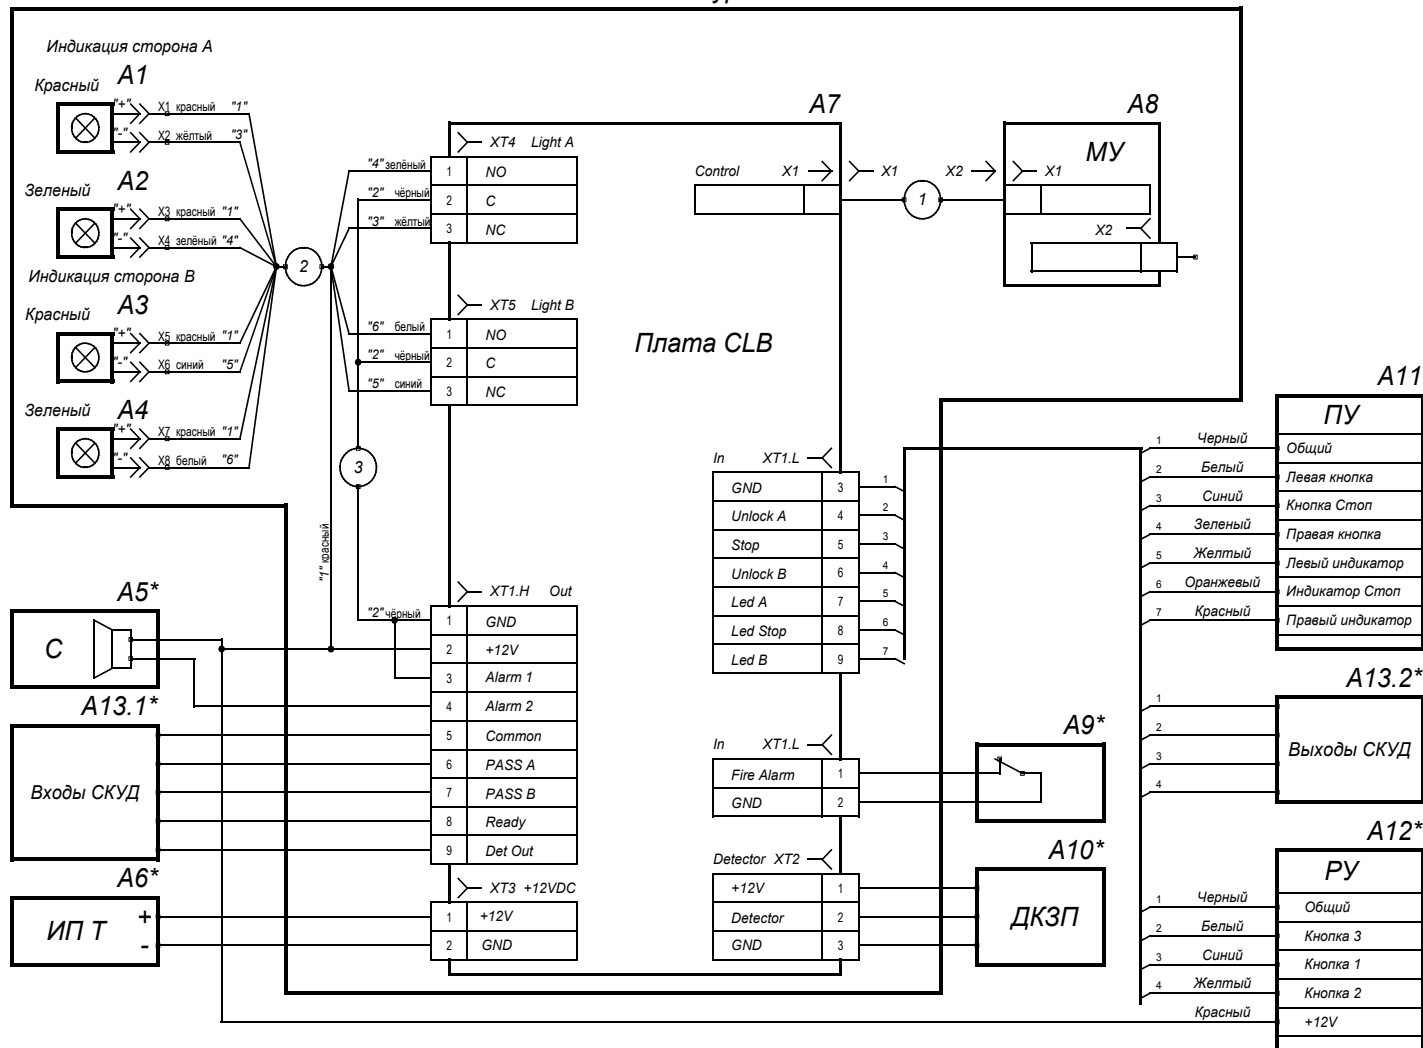 Индикация сторона А
Красный A1
"+" X1 красный "1"
"-" X2 жёлтый "3"
Зеленый A2
"+" X3 красный "1"
"-" X4 зелёный "4"
Индикация сторона В
Красный A3
"+" X5 красный "1"
"-" X6 синий "5"
Зеленый A4
"+" X7 красный "1"
"-" X8 белый "6"
2
3
"1" красный
A7
Плата CLB
XT4 Light A
"4" зелёный 1 NO
"2" чёрный 2 C
"3" жёлтый 3 NC
XT5 Light B
"6" белый 1 NO
"2" чёрный 2 C
"5" синий 3 NC
XT1.H Out
"2" чёрный 1 GND
2 +12V
3 Alarm 1
4 Alarm 2
5 Common
6 PASS A
7 PASS B
8 Ready
9 Det Out
XT3 +12VDC
1 +12V
2 GND
A5*
С
A13.1*
Входы СКУД
A6*
ИП Т + -
Control X1
X1 1 X2
A8
МУ
X1
X2
In XT1.L
GND 3 1
Unlock A 4 2
Stop 5 3
Unlock B 6 4
Led A 7 5
Led Stop 8 6
Led B 9 7
In XT1.L
Fire Alarm 1
GND 2
Detector XT2
+12V 1
Detector 2
GND 3
A9*
A10*
ДКЗП
A11
ПУ
1 Черный Общий
2 Белый Левая кнопка
3 Синий Кнопка Стоп
4 Зеленый Правая кнопка
5 Желтый Левый индикатор
6 Оранжевый Индикатор Стоп
7 Красный Правый индикатор
A13.2*
1
2
3
4
Выходы СКУД
A12*
РУ
1 Черный Общий
2 Белый Кнопка 3
3 Синий Кнопка 1
4 Желтый Кнопка 2
Красный +12V